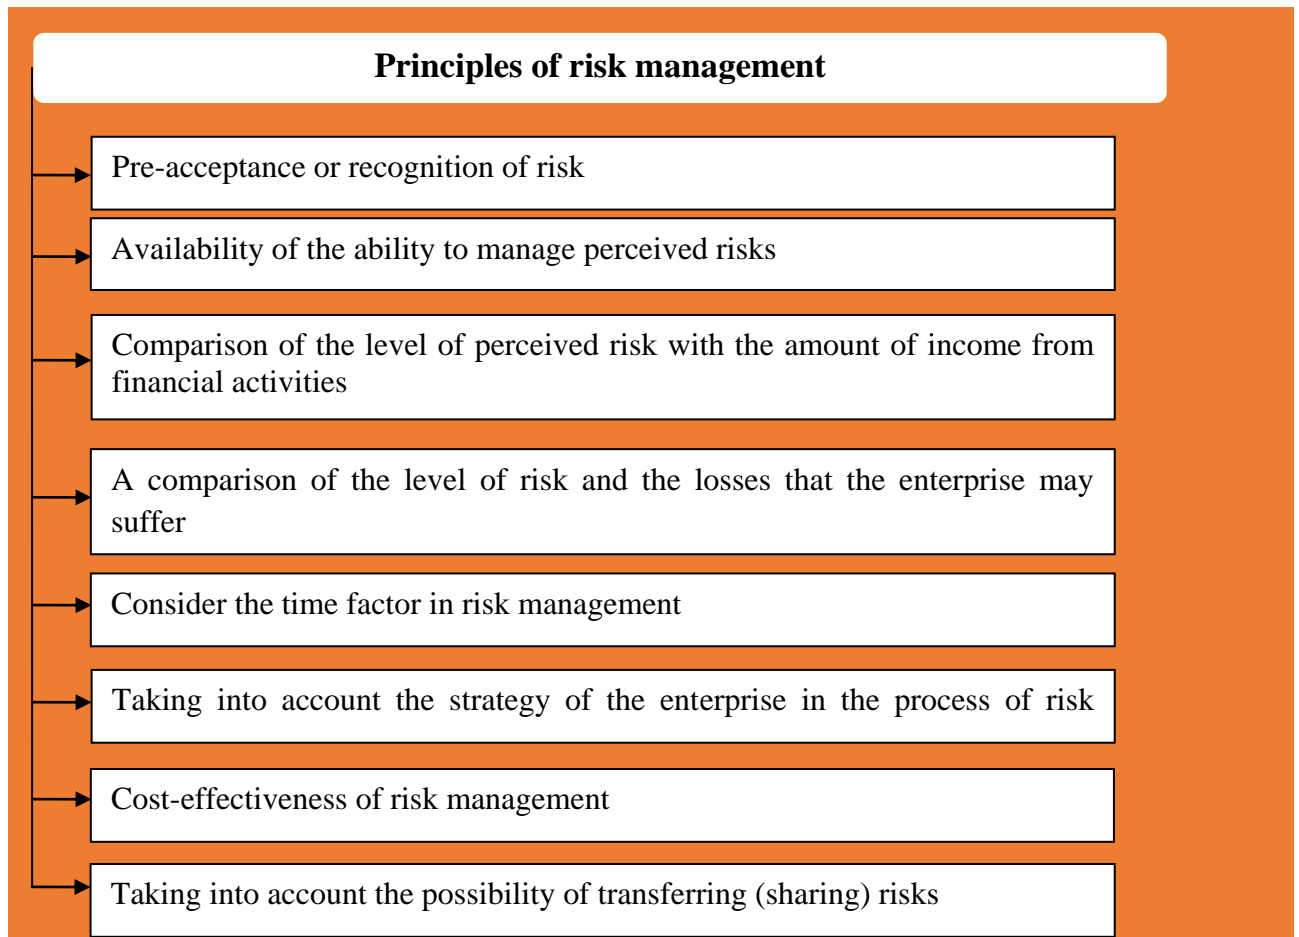 Principles of risk management
Pre-acceptance or recognition of risk
Availability of the ability to manage perceived risks
Comparison of the level of perceived risk with the amount of income from
financial activities
A comparison of the level of risk and the losses that the enterprise may
suffer
Consider the time factor in risk management
Taking into account the strategy of the enterprise in the process of risk
Cost-effectiveness of risk management
Taking into account the possibility of transferring (sharing) risks